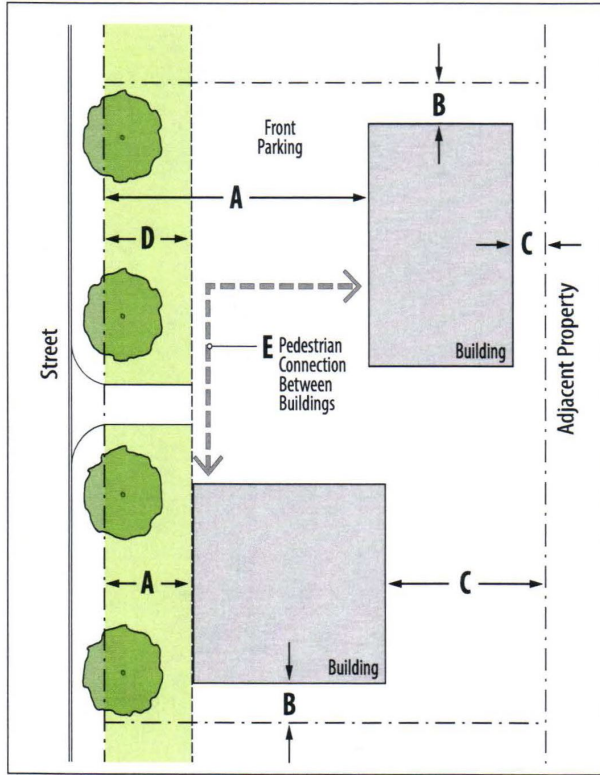 B
Front
Parking
A
D
C
Street
E Pedestrian
Connection
Between
Buildings
Building
Adjacent Property
A
C
Building
B